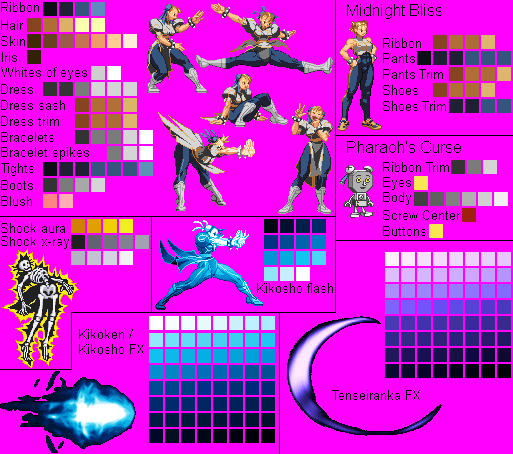 Ribbon
Hair
Skin
Iris
Whites of eyes
Dress
Dress sash
Dress trim
Bracelets
Bracelet spikes
Tights
Boots
Blush
Midnight Bliss
Ribbon
Pants
Pants Trim
Shoes
Shoes Trim
Pharaoh's Curse
Ribbon Trim
Eyes
Body
Screw Center
Buttons
Shock aura
Shock x-ray
Kikosho flash
Kikoken /
Kikosho FX
Tenseiranka FX